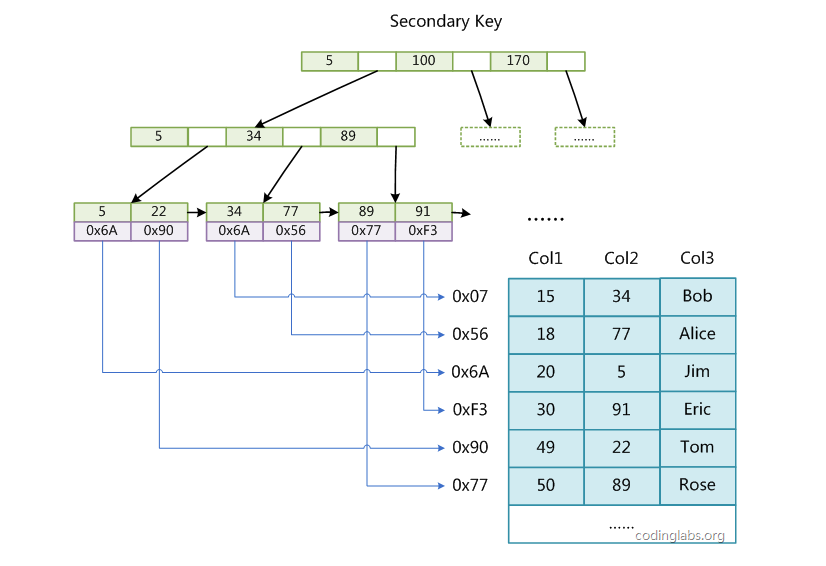 Secondary Key
5 100 170
5 34 89
...... ......
5 22 34 77 89 91
0x6A 0x90 0x6A 0x56 0x77 0xF3
......
Col1 Col2 Col3
0x07 15 34 Bob
0x56 18 77 Alice
0x6A 20 5 Jim
0xF3 30 91 Eric
0x90 49 22 Tom
0x77 50 89 Rose
......
codinglabs.org